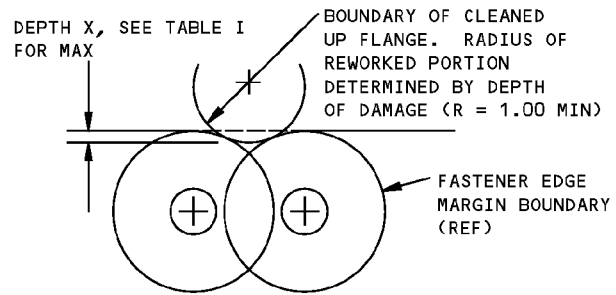 DEPTH X, SEE TABLE I
FOR MAX
BOUNDARY OF CLEANED
UP FLANGE. RADIUS OF
REWORKED PORTION
DETERMINED BY DEPTH
OF DAMAGE (R = 1.00 MIN)
FASTENER EDGE
MARGIN BOUNDARY
(REF)